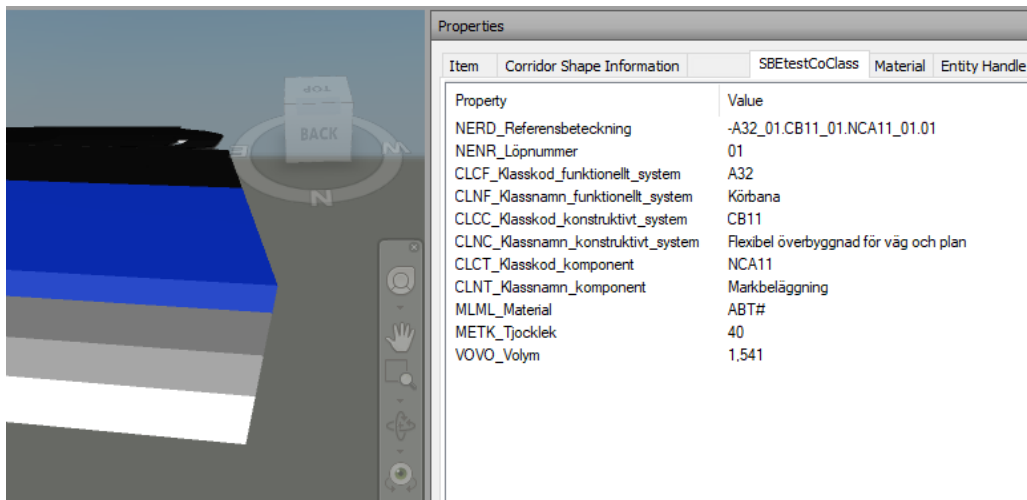 Properties
Item Corridor Shape Information SBEtestCoClass Material Entity Handle
Property Value
NERD_Referensbeteckning -A32_01.CB11_01.NCA11_01.01
NENR_Löpnummer 01
CLCF_Klasskod_funktionellt_system A32
CLNF_Klassnamn_funktionellt_system Körbana
CLCC_Klasskod_konstruktivt_system CB11
CLNC_Klassnamn_konstruktivt_system Flexibel överbyggnad för väg och plan
CLCT_Klasskod_komponent NCA11
CLNT_Klassnamn_komponent Markbeläggning
MLML_Material ABT#
METK_Tjocklek 40
VOVO_Volym 1,541
TOP
BACK
N